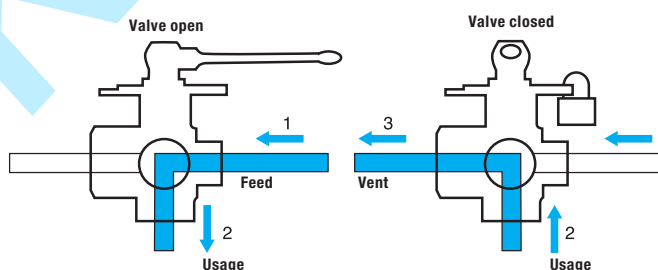 Valve open
Valve closed
1
3
Feed
Vent
2
2
Usage
Usage